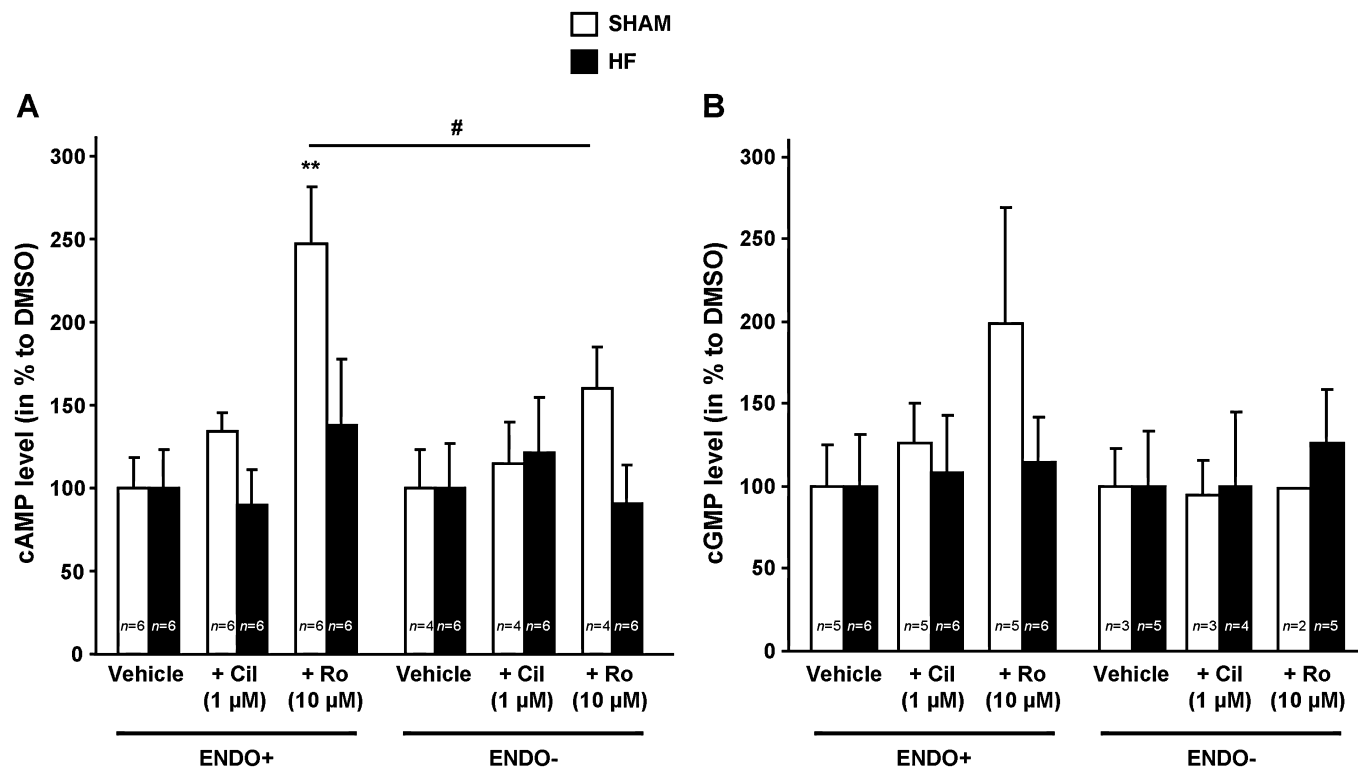 SHAM
HF
A
#
**
cAMP level (in % to DMSO)
300
250
200
150
100
50
0
n=6 n=6 n=6 n=6 n=6 n=6 n=4 n=6 n=4 n=6 n=4 n=6
Vehicle + Cil + Ro Vehicle + Cil + Ro
(1 µM) (10 µM) (1 µM) (10 µM)
ENDO+ ENDO-
B
cGMP level (in % to DMSO)
300
250
200
150
100
50
0
n=5 n=6 n=5 n=6 n=5 n=6 n=3 n=5 n=3 n=4 n=2 n=5
Vehicle + Cil + Ro Vehicle + Cil + Ro
(1 µM) (10 µM) (1 µM) (10 µM)
ENDO+ ENDO-